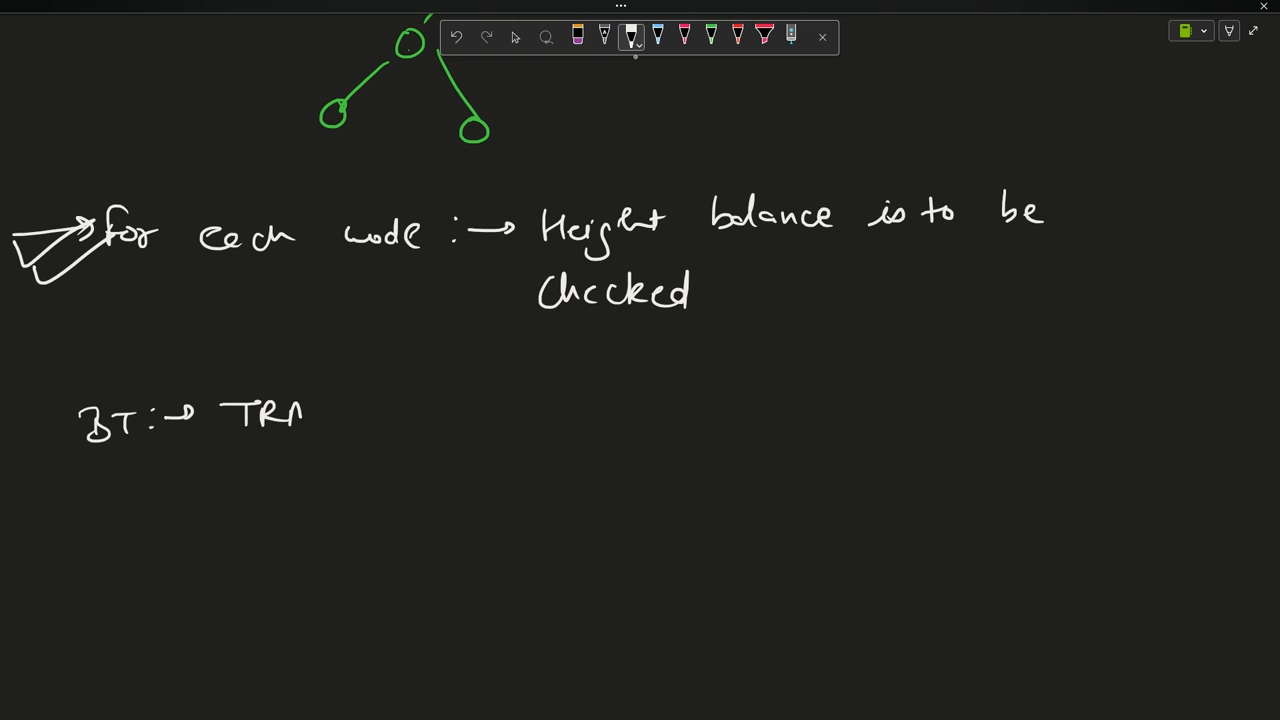 for each node :→ Height balance is to be
checked
BT :→ TRA